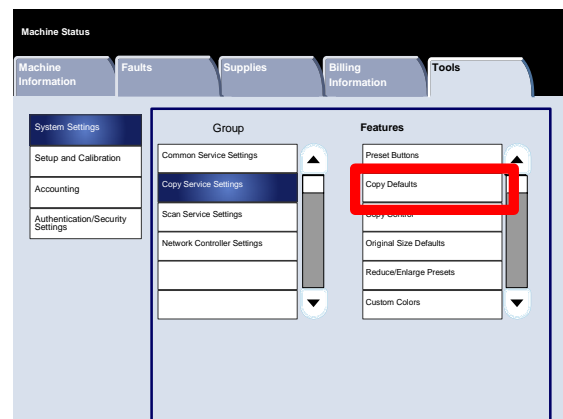 Machine Status
Machine
Information
Faults
Supplies
Billing
Information
Tools
System Settings
Setup and Calibration
Accounting
Authentication/Security
Settings
Group
Common Service Settings
Copy Service Settings
Scan Service Settings
Network Controller Settings
Features
Preset Buttons
Copy Defaults
Copy Control
Original Size Defaults
Reduce/Enlarge Presets
Custom Colors